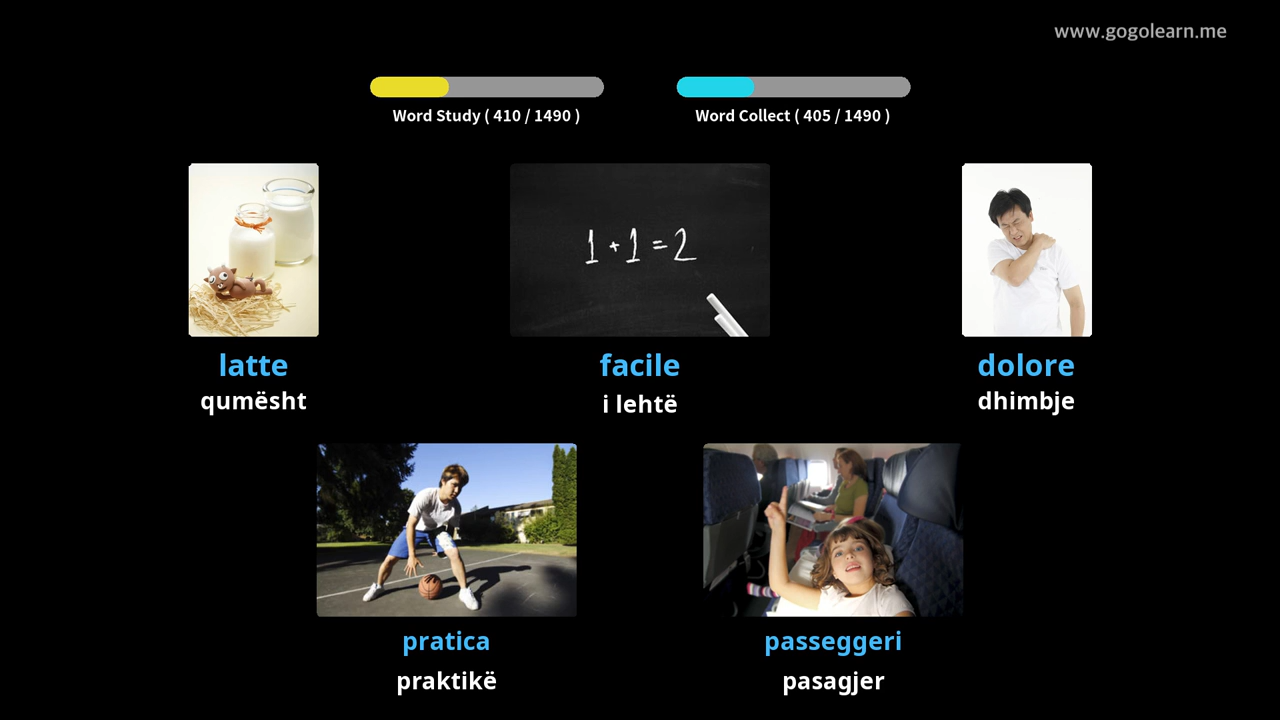 www.gogolearn.me
Word Study ( 410 / 1490 )
Word Collect ( 405 / 1490 )
1 + 1 = 2
latte
qumësht
facile
i lehtë
dolore
dhimbje
pratica
praktikë
passeggeri
pasagjer